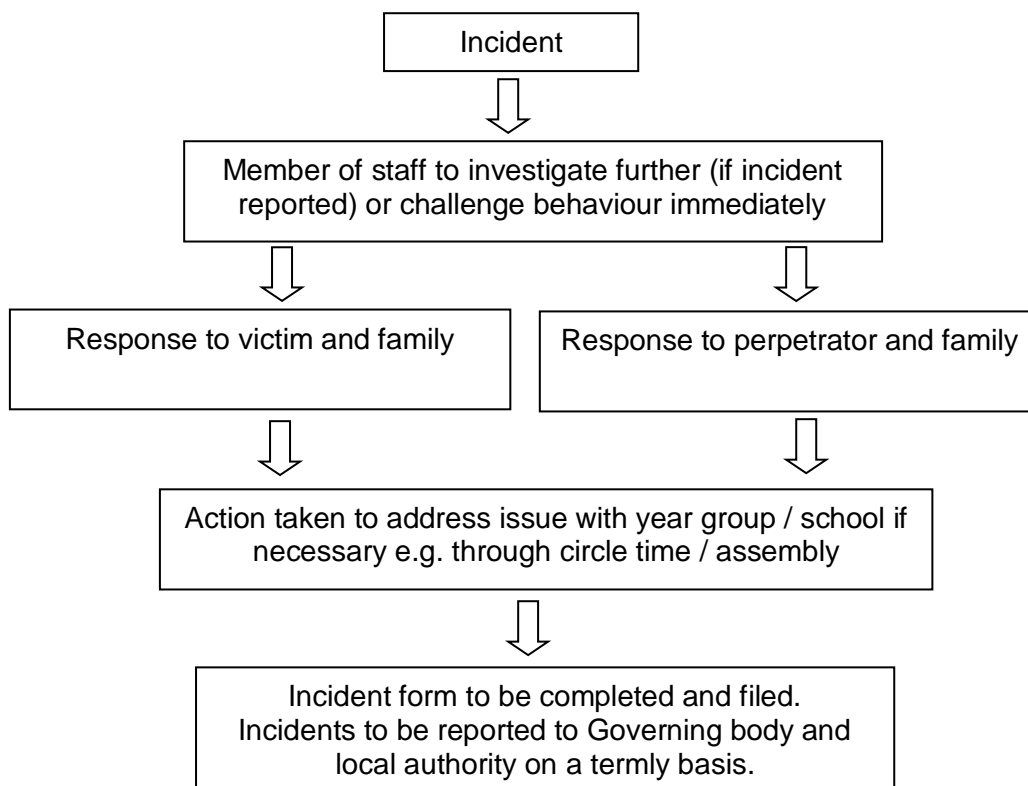 Incident
Member of staff to investigate further (if incident
reported) or challenge behaviour immediately
Response to victim and family
Response to perpetrator and family
Action taken to address issue with year group / school if
necessary e.g. through circle time / assembly
Incident form to be completed and filed.
Incidents to be reported to Governing body and
local authority on a termly basis.